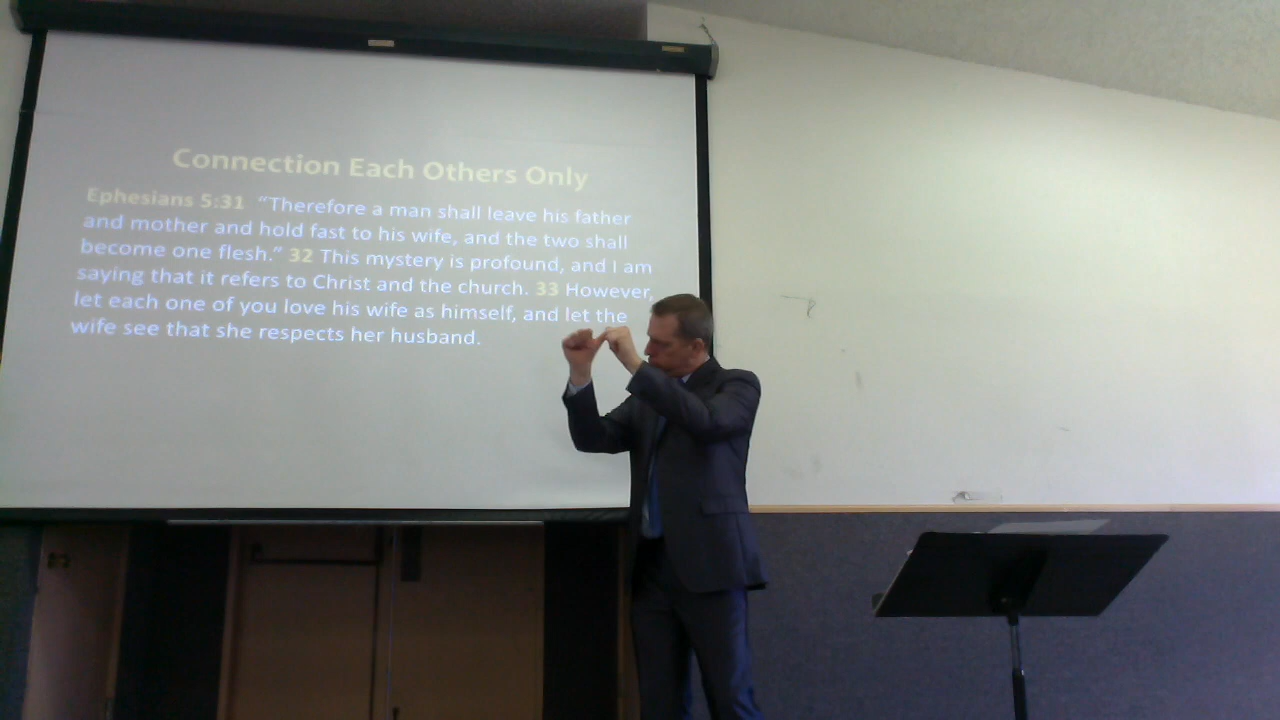 Connection Each Others Only
Ephesians 5:31 “Therefore a man shall leave his father
and mother and hold fast to his wife, and the two shall
become one flesh.” 32 This mystery is profound, and I am
saying that it refers to Christ and the church. 33 However,
let each one of you love his wife as himself, and let the
wife see that she respects her husband.